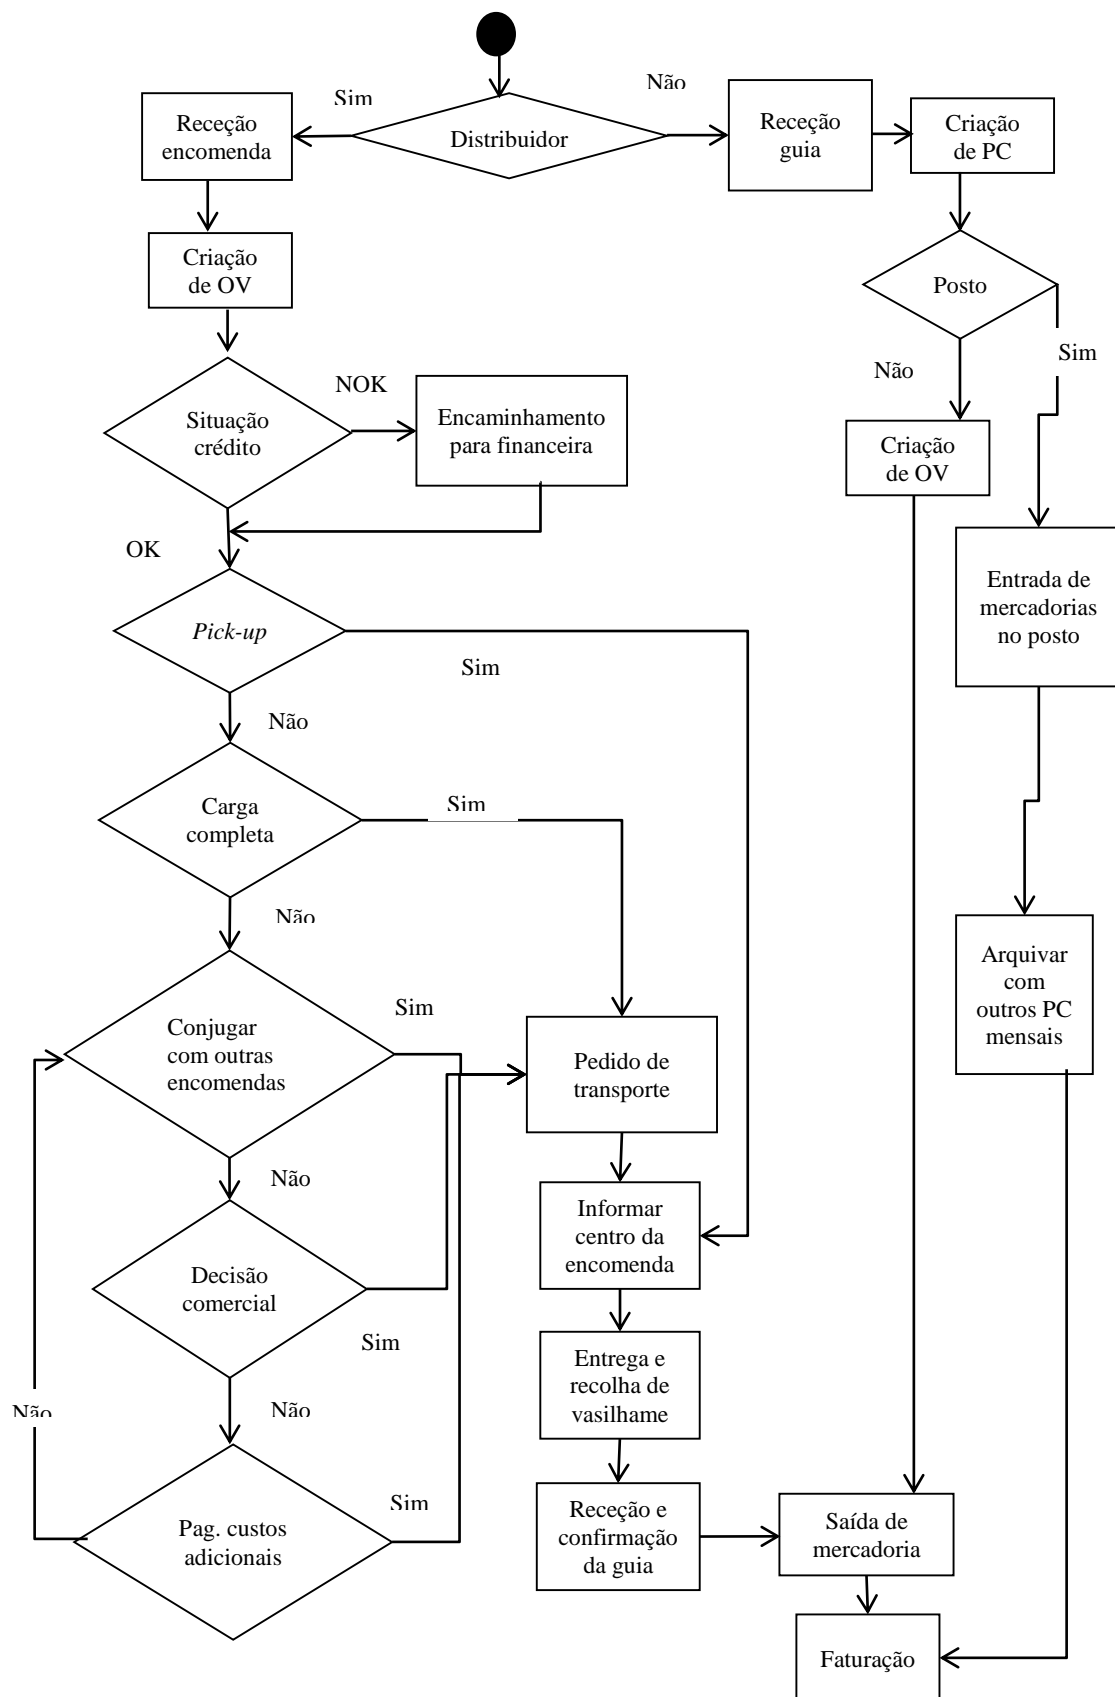 Sim
Não
Receção
encomenda
Distribuidor
Receção
guia
Criação
de PC
Criação
de OV
Posto
Sim
Não
Situação
crédito
NOK
Encaminhamento
para financeira
Criação
de OV
OK
Entrada de
mercadorias
no posto
Pick-up
Sim
Não
Carga
completa
Sim
Não
Arquivar
com
outros PC
mensais
Conjugar
com outras
encomendas
Sim
Pedido de
transporte
Não
Informar
centro da
encomenda
Decisão
comercial
Sim
Entrega e
recolha de
vasilhame
Não
Não
Pag. custos
adicionais
Sim
Receção e
confirmação
da guia
Saída de
mercadoria
Faturação